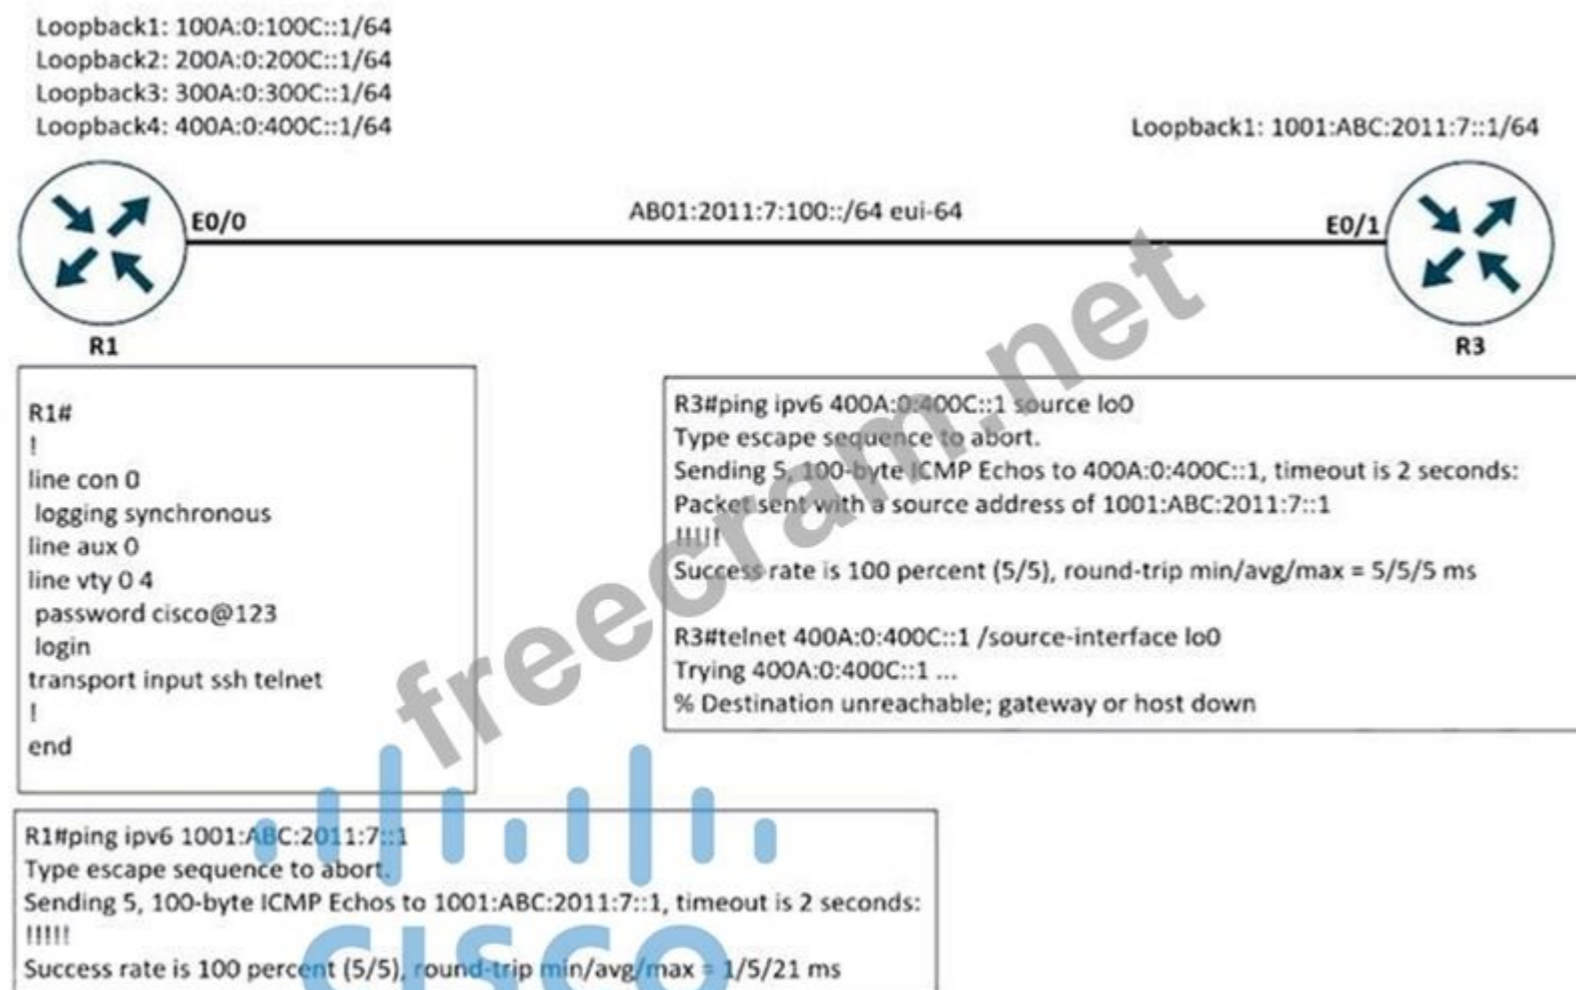 Loopback1: 100A:0:100C::1/64
Loopback2: 200A:0:200C::1/64
Loopback3: 300A:0:300C::1/64
Loopback4: 400A:0:400C::1/64
Loopback1: 1001:ABC:2011:7::1/64
AB01:2011:7:100::/64 eui-64
E0/0
E0/1
R1
R3
R1#
!
line con 0
logging synchronous
line aux 0
line vty 0 4
password cisco@123
login
transport input ssh telnet
!
end
R3#ping ipv6 400A:0:400C::1 source lo0
Type escape sequence to abort.
Sending 5, 100-byte ICMP Echos to 400A:0:400C::1, timeout is 2 seconds:
Packet sent with a source address of 1001:ABC:2011:7::1
!!!!!
Success rate is 100 percent (5/5), round-trip min/avg/max = 5/5/5 ms
R3#telnet 400A:0:400C::1 /source-interface lo0
Trying 400A:0:400C::1 ...
% Destination unreachable; gateway or host down
R1#ping ipv6 1001:ABC:2011:7::1
Type escape sequence to abort.
Sending 5, 100-byte ICMP Echos to 1001:ABC:2011:7::1, timeout is 2 seconds:
!!!!!
Success rate is 100 percent (5/5), round-trip min/avg/max = 1/5/21 ms
freecram.net
CISCO